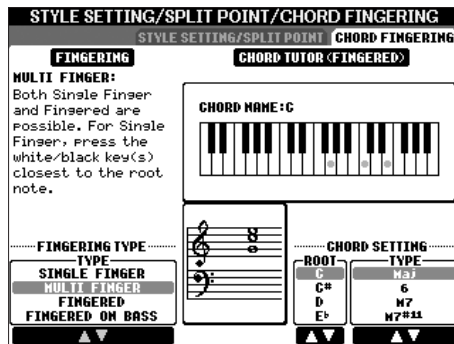 STYLE SETTING/SPLIT POINT/CHORD FINGERING
STYLE SETTING/SPLIT POINT
CHORD FINGERING
FINGERING
CHORD TUTOR (FINGERED)
MULTI FINGER:
Both Single Finger
and Fingered are
possible. For Single
Finger, press the
white/black key(s)
closest to the root
note.
CHORD NAME:C
FINGERING TYPE
TYPE
SINGLE FINGER
MULTI FINGER
FINGERED
FINGERED ON BASS
CHORD SETTING
ROOT
C
C#
D
E♭
TYPE
Maj
6
M7
M7#11